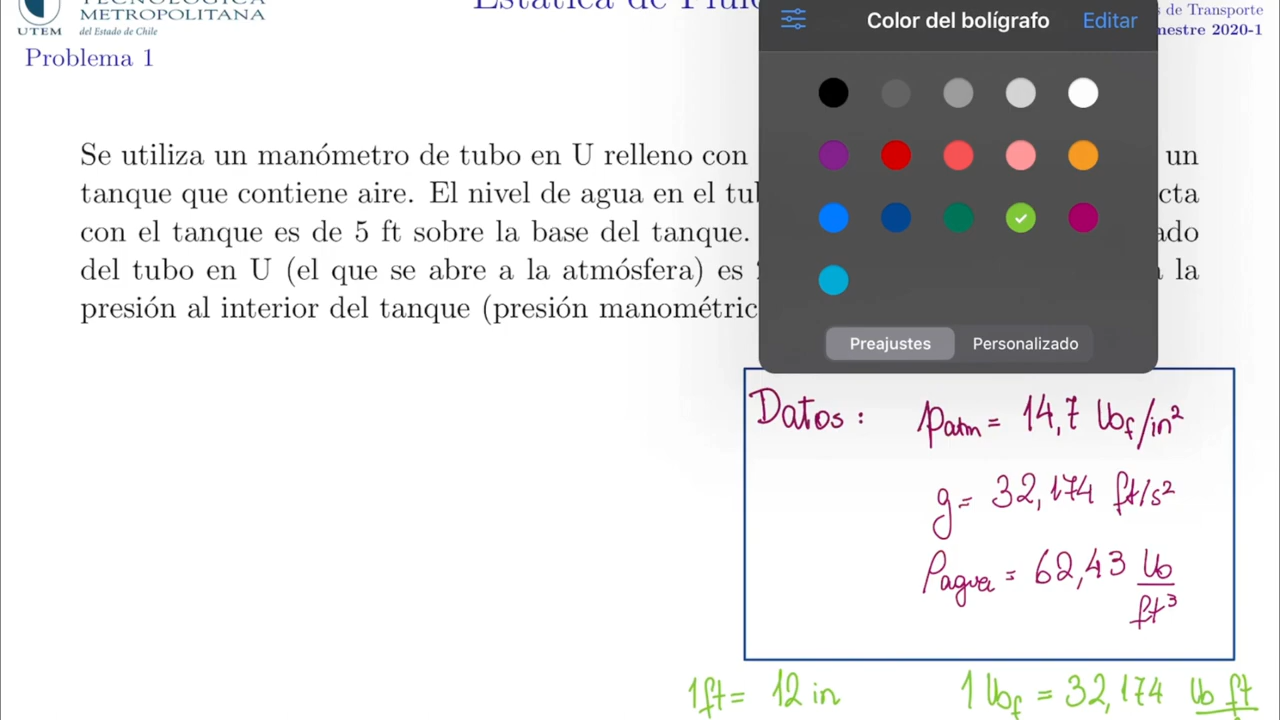 TECNOLÓGICA
METROPOLITANA
del Estado de Chile
UTEM
Estática de
s de Transporte
mestre 2020-1
Problema 1
Color del bolígrafo
Editar
Se utiliza un manómetro de tubo en U relleno con un
tanque que contiene aire. El nivel de agua en el
con el tanque es de 5 ft sobre la base del tanque.
del tubo en U (el que se abre a la atmósfera) es la
presión al interior del tanque (presión
Preajustes
Personalizado
Datos: Patm = 14,7 lbf/in²
g = 32,174 ft/s²
ρagua = 62,43 lb/ft³
1 ft = 12 in 1 lbf = 32,174 lb ft